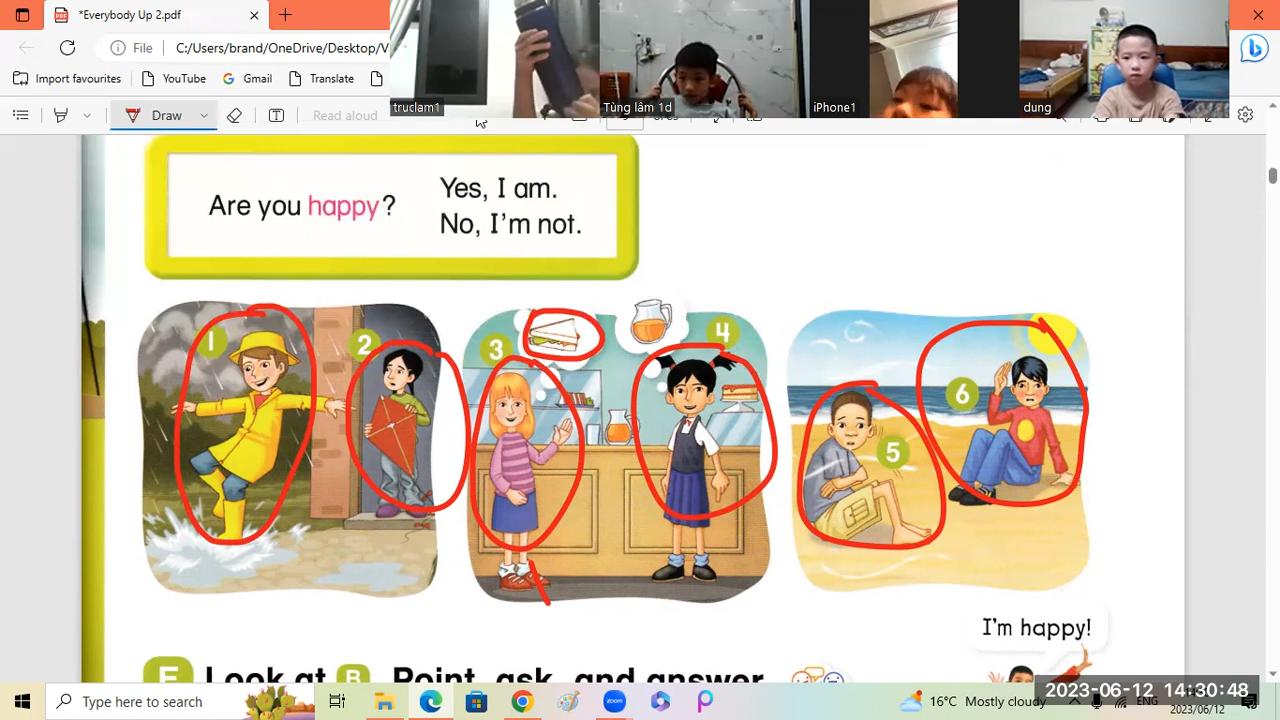 *Everybody Up 2.pdf
File
C:/Users/brand/OneDrive/Desktop/V
Import favourites
YouTube
Gmail
Translate
Draw
Read aloud
truclam1
Tùng lâm 1d
iPhone1
dung
Are you happy?
Yes, I am.
No, I'm not.
1
2
3
4
5
6
I'm happy!
E Look at B. Point, ask, and answer.
Type here to search
zoom
16°C Mostly cloudy
ENG
2023-06-12 14:30:48
2023/06/12